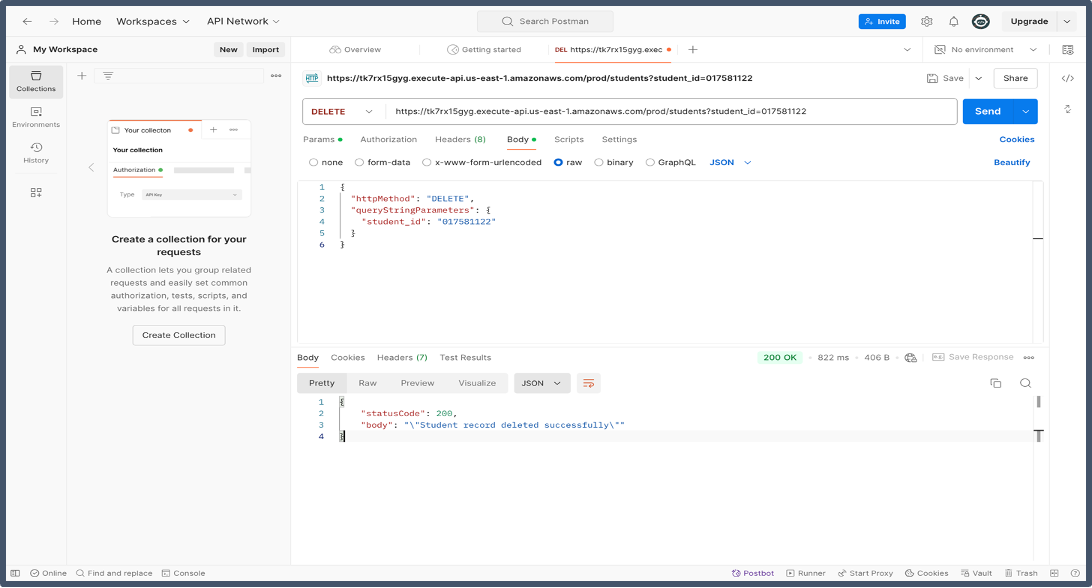 Home Workspaces API Network Search Postman Invite Upgrade
My Workspace New Import Overview Getting started DEL https://tk7rx15gyg.exec No environment
Collections
Environments
History
Your collecton
Your collection
Authorization
Type API Key
Create a collection for your
requests
A collection lets you group related
requests and easily set common
authorization, tests, scripts, and
variables for all requests in it.
Create Collection
HTTP https://tk7rx15gyg.execute-api.us-east-1.amazonaws.com/prod/students?student_id=017581122 Save Share
DELETE https://tk7rx15gyg.execute-api.us-east-1.amazonaws.com/prod/students?student_id=017581122 Send
Params Authorization Headers (8) Body Scripts Settings Cookies
none form-data x-www-form-urlencoded raw binary GraphQL JSON Beautify
1 {
2 "httpMethod": "DELETE",
3 "queryStringParameters": {
4 "student_id": "017581122"
5 }
6 }
Body Cookies Headers (7) Test Results 200 OK 822 ms 406 B Save Response
Pretty Raw Preview Visualize JSON
1 {
2 "statusCode": 200,
3 "body": "\"Student record deleted successfully\""
4 }
Online Find and replace Console Postbot Runner Start Proxy Cookies Vault Trash